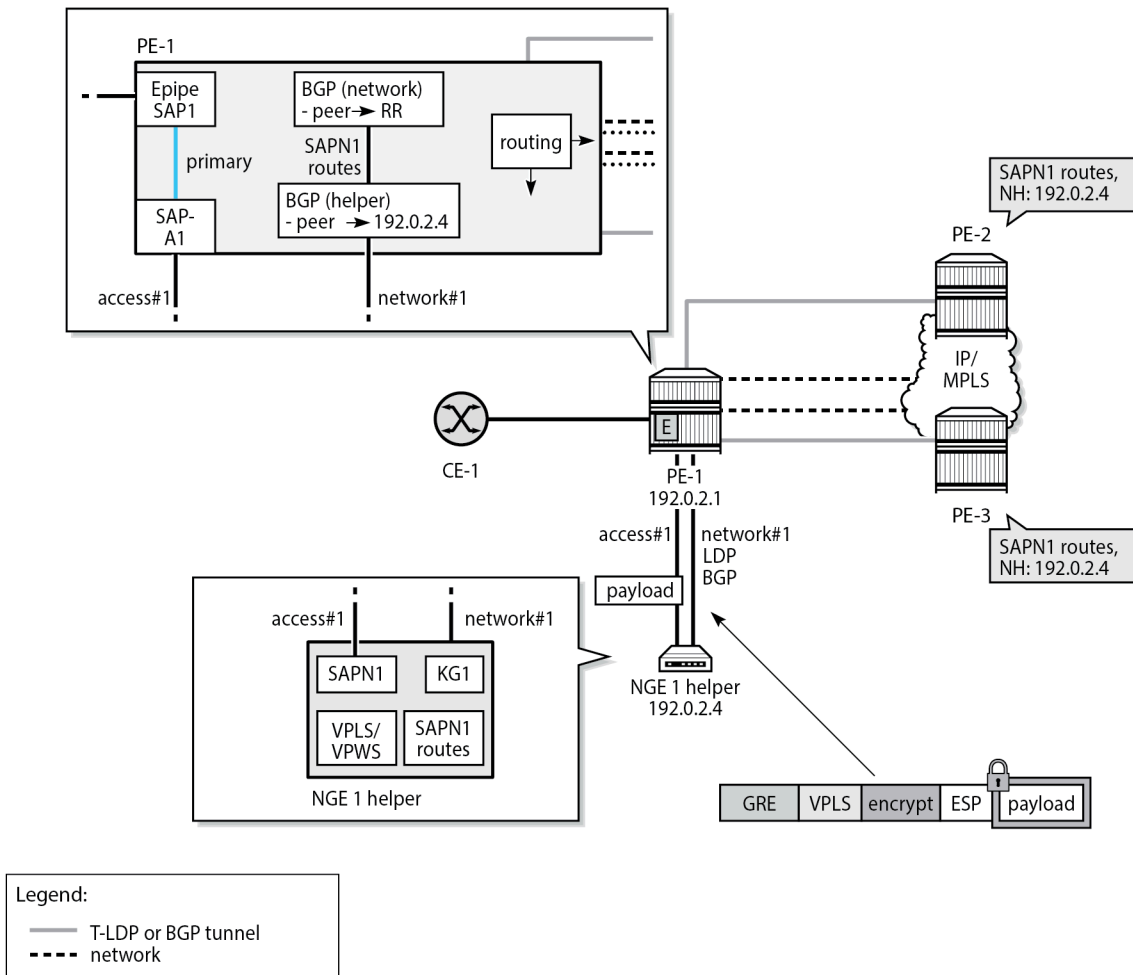 PE-1
Epipe
SAP1
primary
SAP-
A1
access#1
BGP (network)
- peer→ RR
SAPN1
routes
BGP (helper)
- peer → 192.0.2.4
network#1
routing
SAPN1 routes,
NH: 192.0.2.4
PE-2
IP/
MPLS
E
CE-1
PE-1
192.0.2.1
PE-3
SAPN1 routes,
NH: 192.0.2.4
access#1
network#1
LDP
BGP
payload
NGE 1 helper
192.0.2.4
access#1
network#1
SAPN1
KG1
VPLS/
VPWS
SAPN1
routes
NGE 1 helper
GRE
VPLS
encrypt
ESP
payload
Legend:
T-LDP or BGP tunnel
network